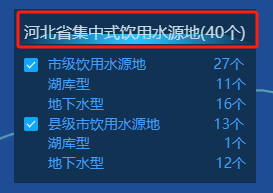 河北省集中式饮用水源地(40个)
市级饮用水源地 27个
湖库型 11个
地下水型 16个
县级市饮用水源地 13个
湖库型 1个
地下水型 12个